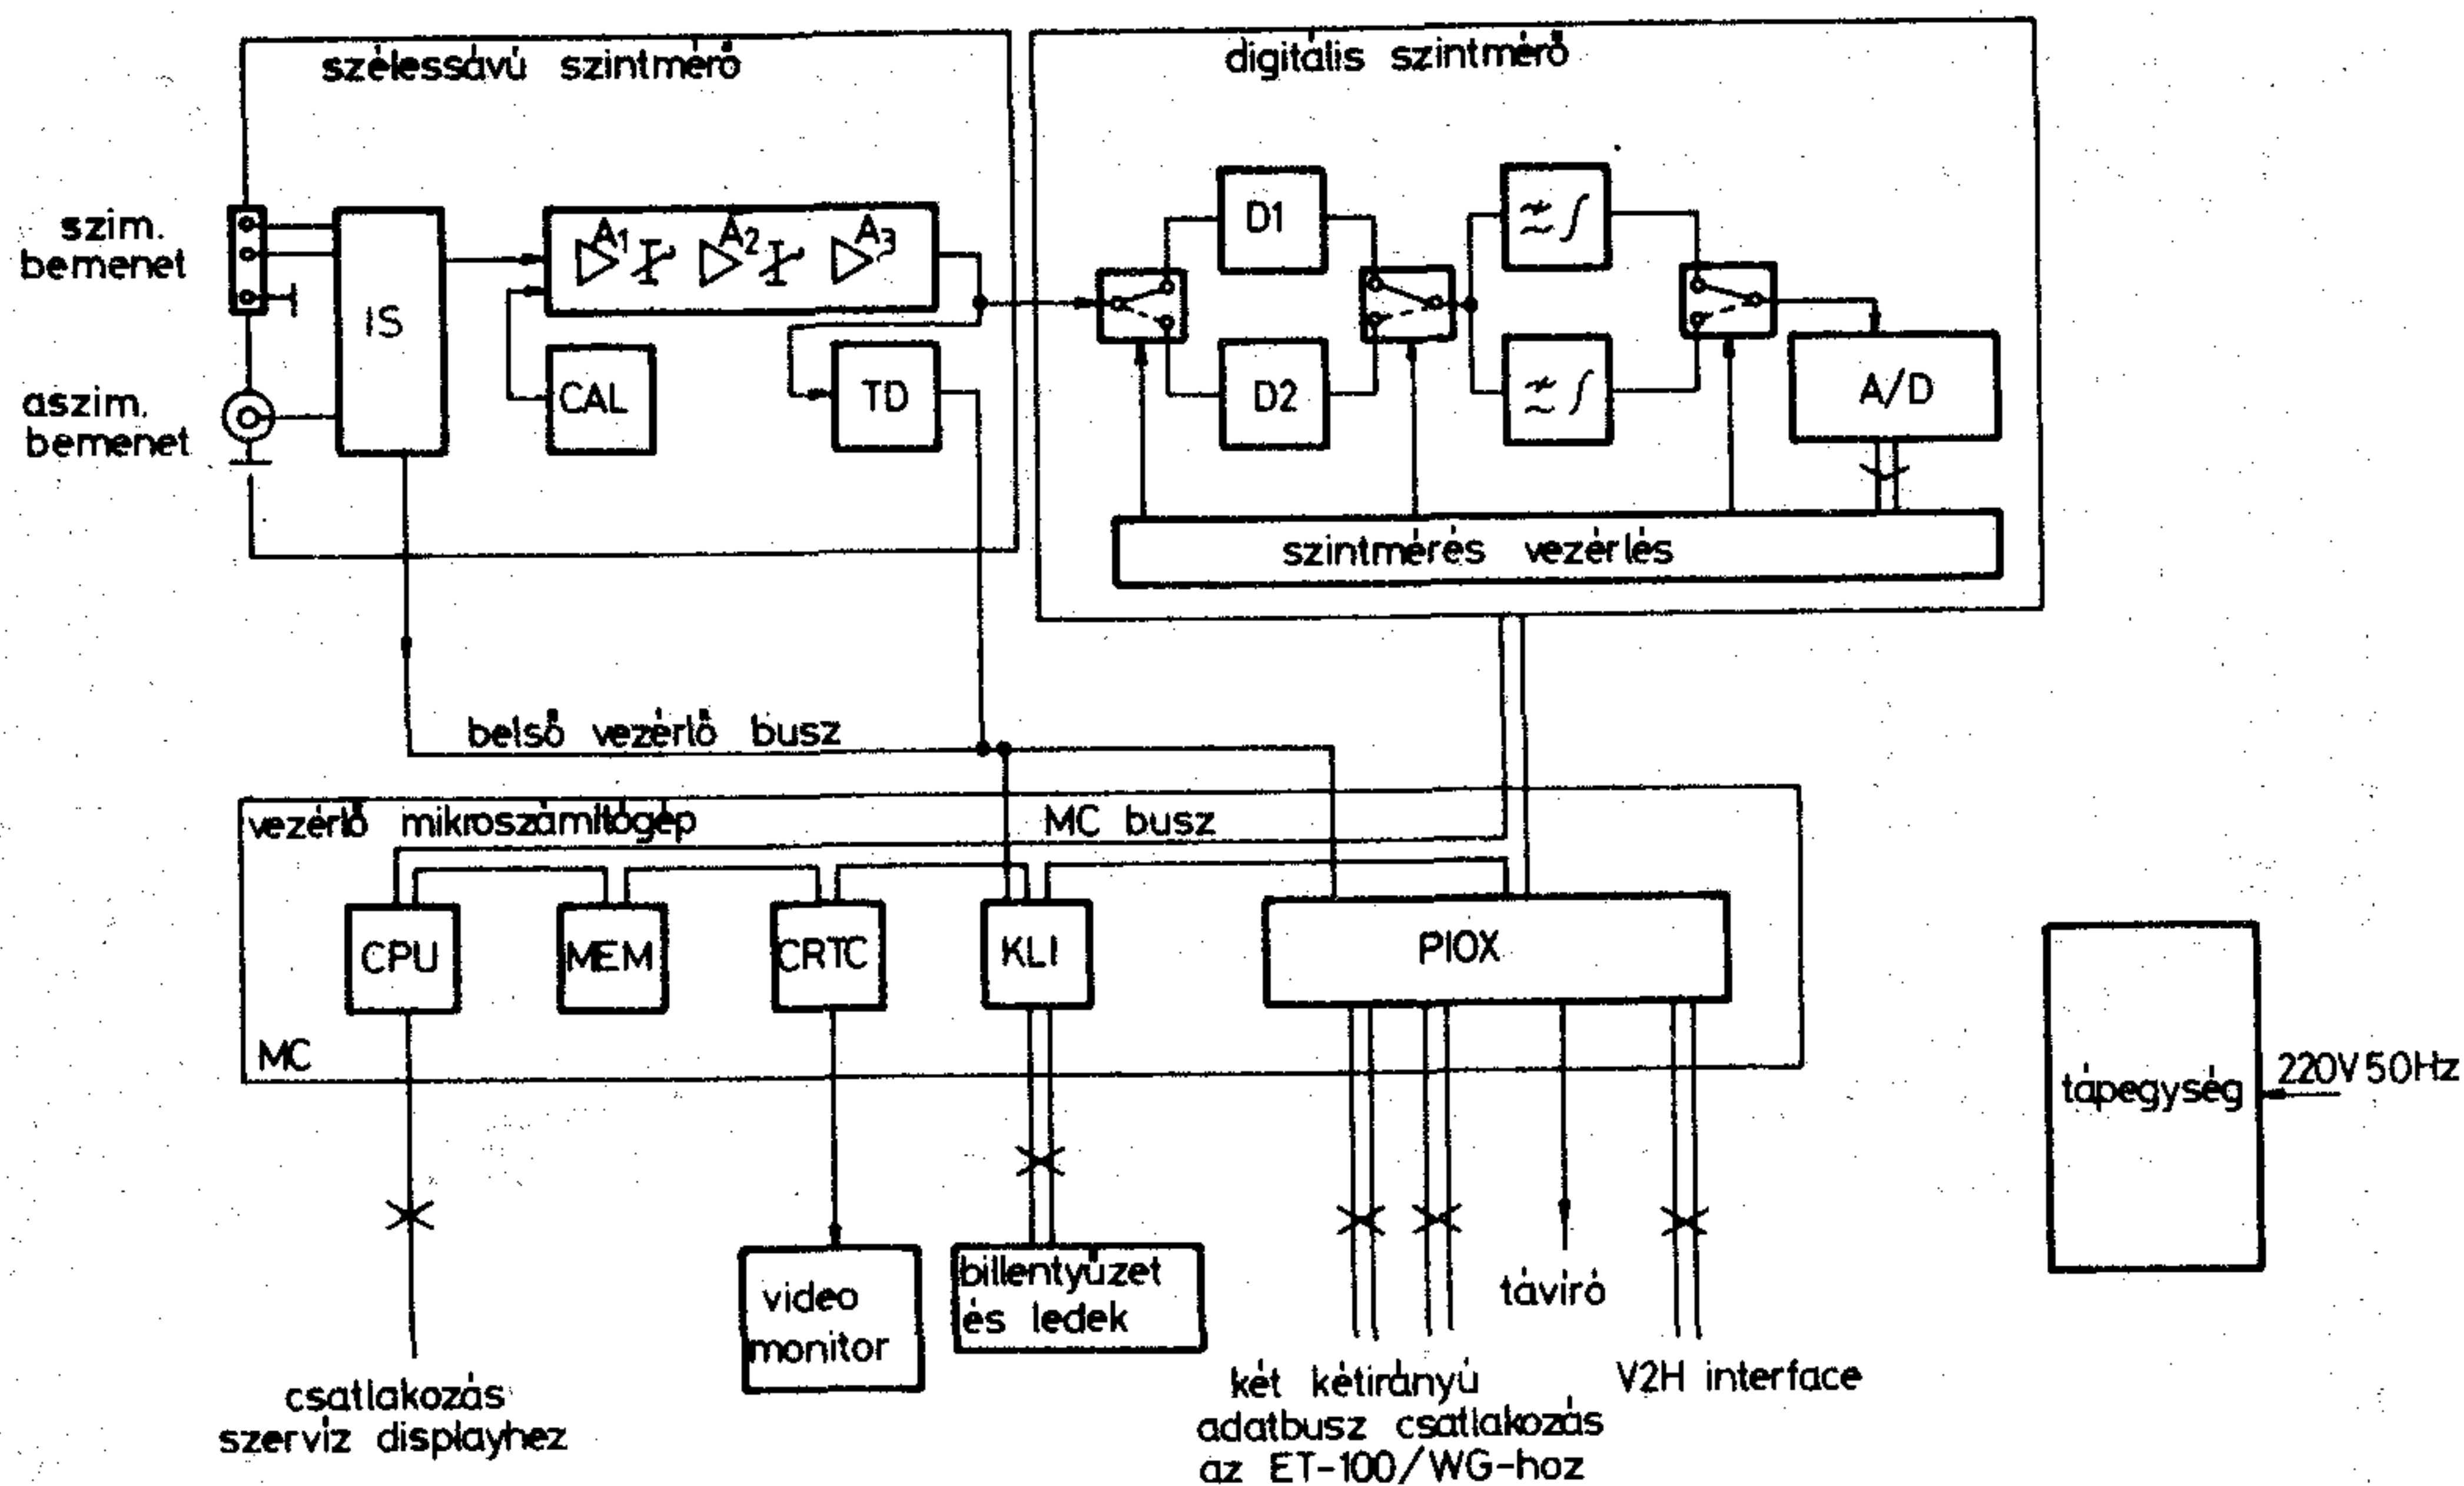 szélessávú szintmérő
digitális szintmérő
szim.
bemenet
IS
A1
A2
A3
CAL
TD
aszim.
bemenet
D1
D2
A/D
szintmérés vezérlés
belső vezérlő busz
vezérlő mikroszámítógép
MC busz
CPU
MEM
CRTC
KLI
PIOX
MC
tápegység
220V 50Hz
video
monitor
billentyűzet
és ledek
táviró
csatlakozás
szervíz displayhez
két kétirányú
adatbusz csatlakozás
az ET-100/WG-hoz
V2H interface